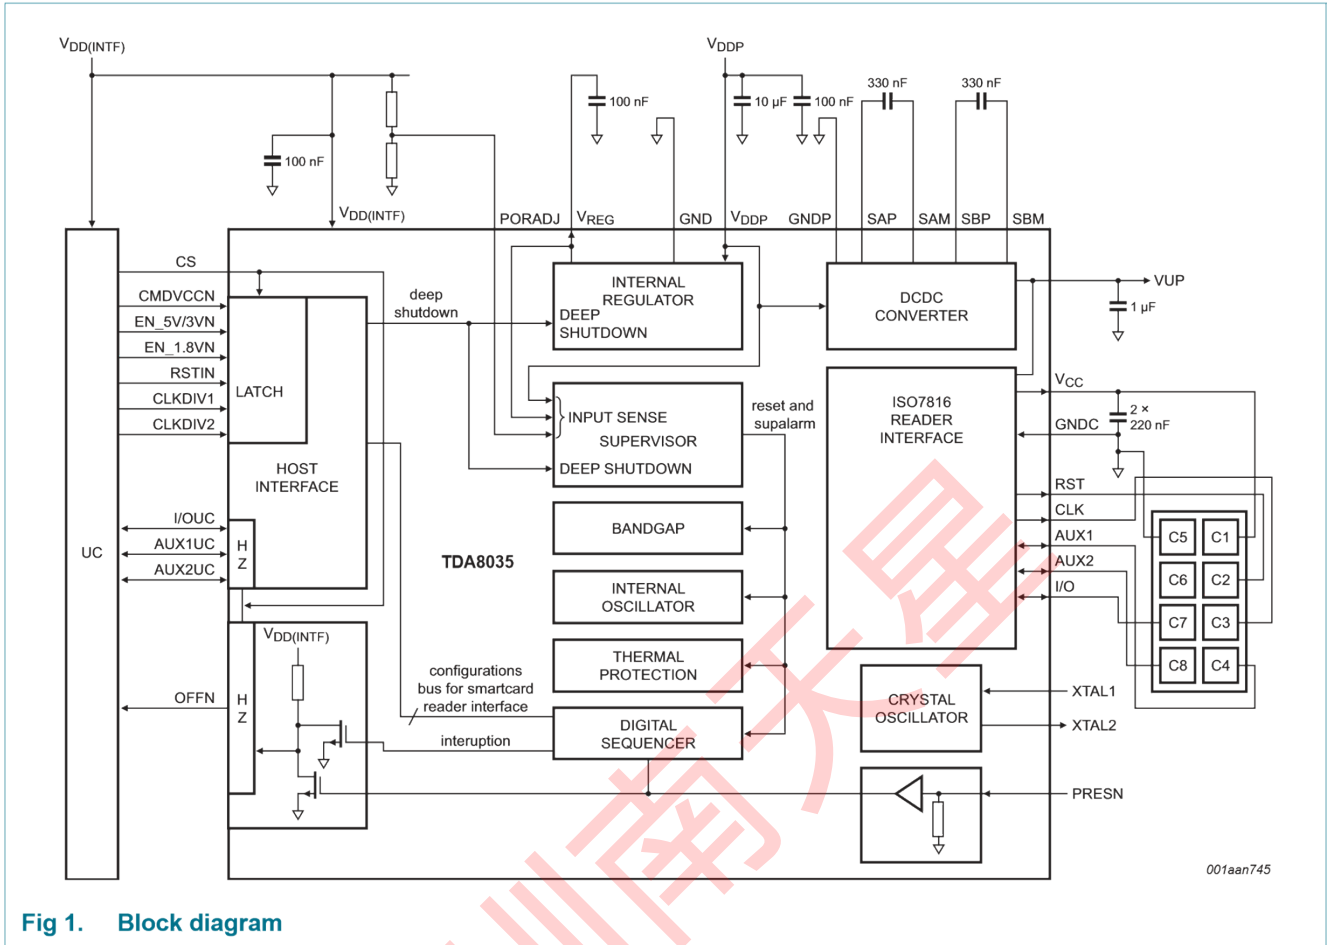 VDD(INTF)
VDDP
100 nF
100 nF
10 µF
100 nF
330 nF
330 nF
VDD(INTF)
PORADJ
VREG
GND
VDDP
GNDP
SAP
SAM
SBP
SBM
CS
CMDVCCN
EN_5V/3VN
EN_1.8VN
RSTIN
CLKDIV1
CLKDIV2
I/OUC
AUX1UC
AUX2UC
OFFN
UC
LATCH
HOST
INTERFACE
H
Z
H
Z
VDD(INTF)
deep
shutdown
INTERNAL
REGULATOR
DEEP
SHUTDOWN
INPUT SENSE
SUPERVISOR
DEEP SHUTDOWN
reset and
supalarm
BANDGAP
TDA8035
INTERNAL
OSCILLATOR
THERMAL
PROTECTION
configurations
bus for smartcard
reader interface
interuption
DIGITAL
SEQUENCER
DCDC
CONVERTER
VUP
1 µF
ISO7816
READER
INTERFACE
VCC
2 ×
220 nF
GNDC
RST
CLK
AUX1
AUX2
I/O
C5
C1
C6
C2
C7
C3
C8
C4
CRYSTAL
OSCILLATOR
XTAL1
XTAL2
PRESN
001aan745
Fig 1. Block diagram
圳南天星